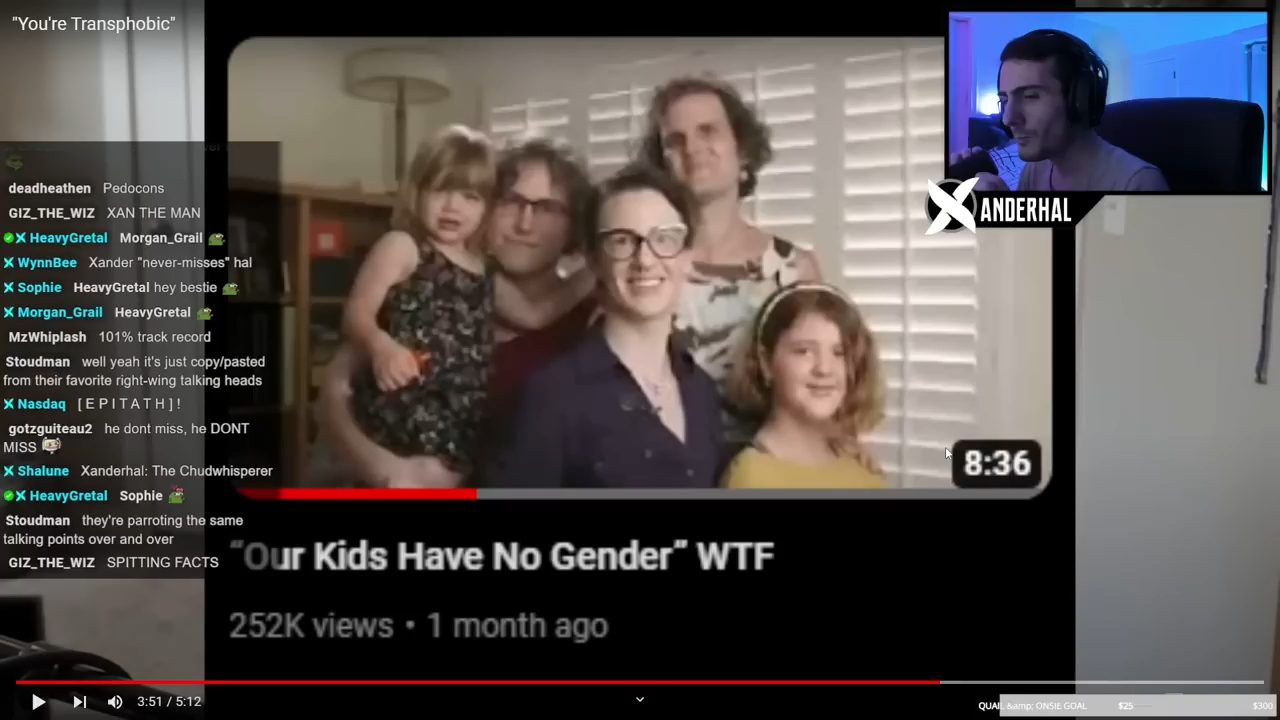 "You're Transphobic"
deadheathen Pedocons
GIZ_THE_WIZ XAN THE MAN
HeavyGretal Morgan_Grail
WynnBee Xander "never-misses" hal
Sophie HeavyGretal hey bestie
Morgan_Grail HeavyGretal
MzWhiplash 101% track record
Stoudman well yeah it's just copy/pasted
from their favorite right-wing talking heads
Nasdaq [ E P I T A T H ] !
gotzguiteau2 he dont miss, he DONT
MISS
Shalune Xanderhal: The Chudwhisperer
HeavyGretal Sophie
Stoudman they're parroting the same
talking points over and over
GIZ_THE_WIZ SPITTING FACTS
XANDERHAL
8:36
“Our Kids Have No Gender” WTF
252K views • 1 month ago
3:51 / 5:12
QUAIL &amp; ONSIE GOAL $25 $300